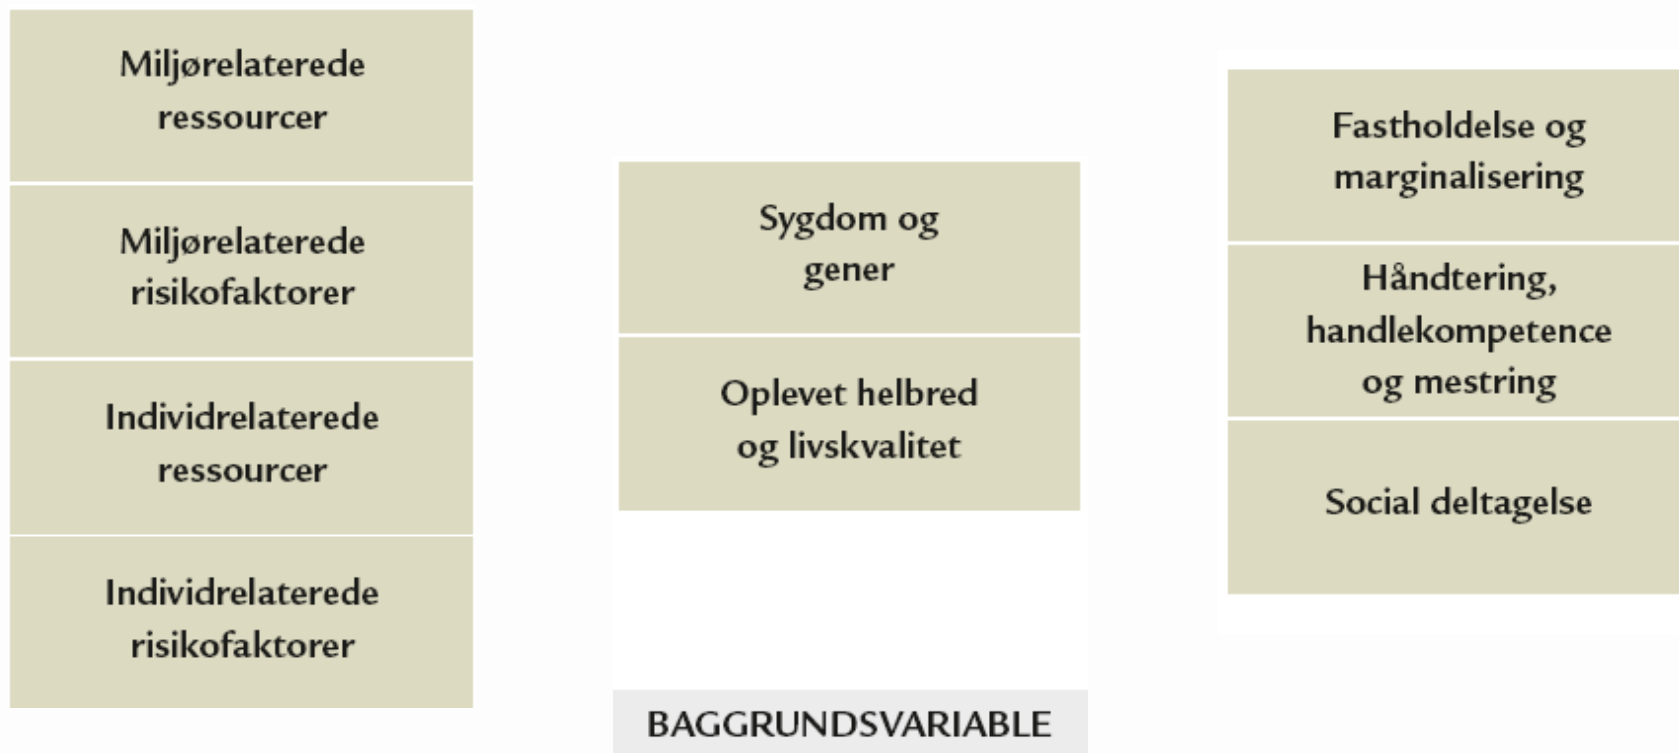 Miljørelaterede
ressourcer
Miljørelaterede
risikofaktorer
Individrelaterede
ressourcer
Individrelaterede
risikofaktorer
Sygdom og
gener
Oplevet helbred
og livskvalitet
BAGGRUNDSVARIABLE
Fastholdelse og
marginalisering
Håndtering,
handlekompetence
og mestring
Social deltagelse